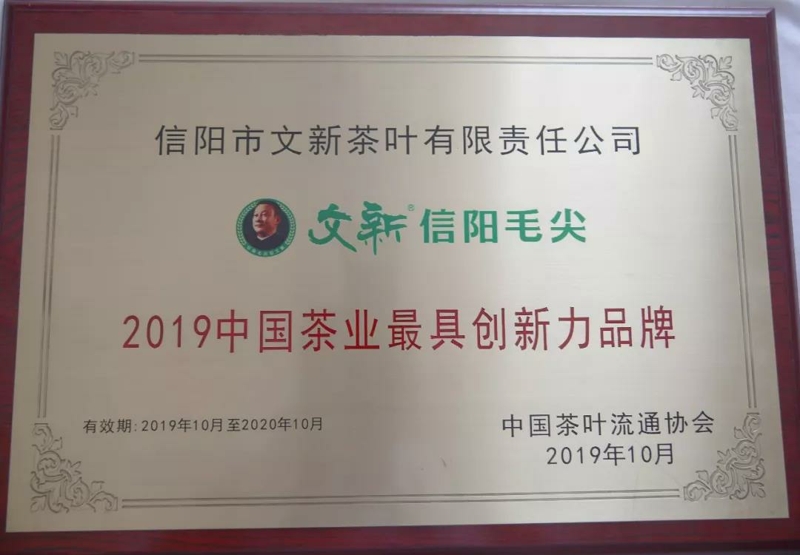 信阳市文新茶叶有限责任公司
文新® 信阳毛尖
2019中国茶业最具创新力品牌
有效期:2019年10月至2020年10月
中国茶叶流通协会
2019年10月